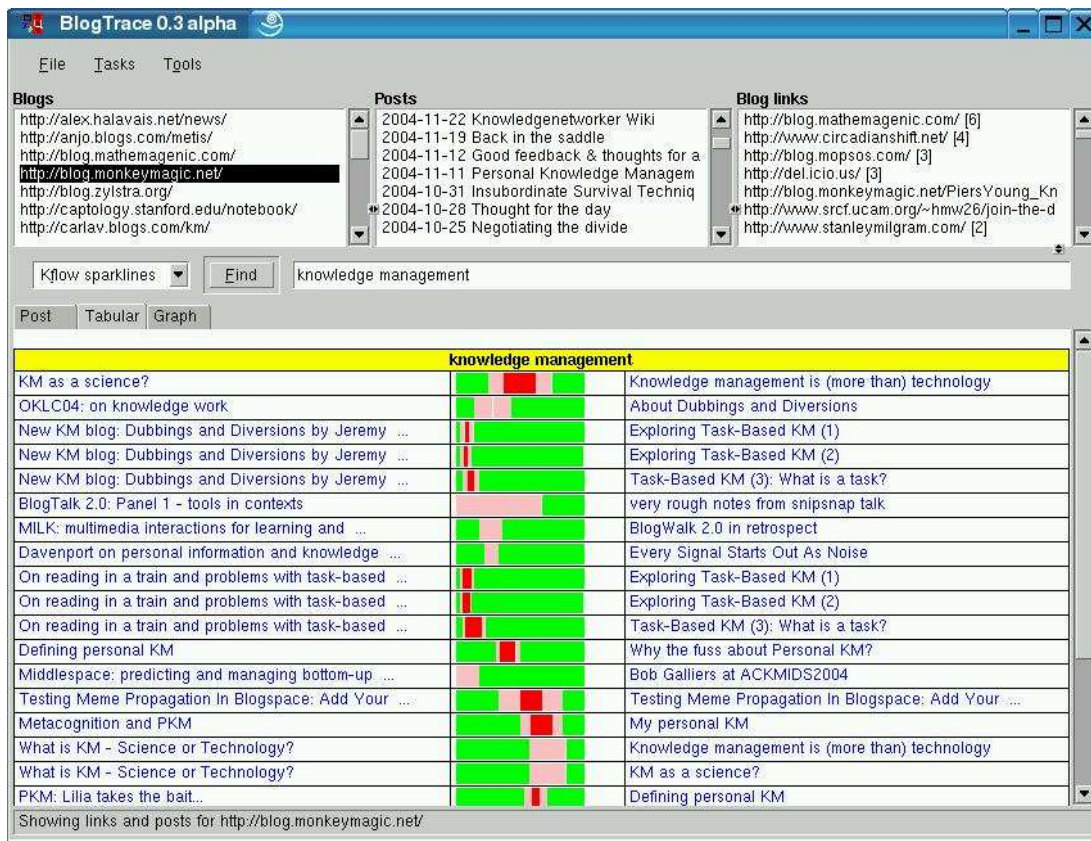 BlogTrace 0.3 alpha
File Tasks Tools
Blogs
http://alex.halavais.net/news/
http://anjo.blogs.com/metis/
http://blog.mathemagenic.com/
http://blog.monkeymagic.net/
http://blog.zylstra.org/
http://captology.stanford.edu/notebook/
http://carlav.blogs.com/km/
Posts
2004-11-22 Knowledgenetworker Wiki
2004-11-19 Back in the saddle
2004-11-12 Good feedback & thoughts for a
2004-11-11 Personal Knowledge Managem
2004-10-31 Insubordinate Survival Techniq
2004-10-28 Thought for the day
2004-10-25 Negotiating the divide
Blog links
http://blog.mathemagenic.com/ [6]
http://www.circadianshift.net/ [4]
http://blog.mopsos.com/ [3]
http://del.icio.us/ [3]
http://blog.monkeymagic.net/PiersYoung_Kn
http://www.srcf.ucam.org/~hmw26/join-the-d
http://www.stanleymilgram.com/ [2]
Kflow sparklines Find knowledge management
Post Tabular Graph
knowledge management
KM as a science? Knowledge management is (more than) technology
OKLC04: on knowledge work About Dubbings and Diversions
New KM blog: Dubbings and Diversions by Jeremy ... Exploring Task-Based KM (1)
New KM blog: Dubbings and Diversions by Jeremy ... Exploring Task-Based KM (2)
New KM blog: Dubbings and Diversions by Jeremy ... Task-Based KM (3): What is a task?
BlogTalk 2.0: Panel 1 - tools in contexts very rough notes from snipsnap talk
MILK: multimedia interactions for learning and ... BlogWalk 2.0 in retrospect
Davenport on personal information and knowledge ... Every Signal Starts Out As Noise
On reading in a train and problems with task-based ... Exploring Task-Based KM (1)
On reading in a train and problems with task-based ... Exploring Task-Based KM (2)
On reading in a train and problems with task-based ... Task-Based KM (3): What is a task?
Defining personal KM Why the fuss about Personal KM?
Middlespace: predicting and managing bottom-up ... Bob Galliers at ACKMIDS2004
Testing Meme Propagation In Blogspace: Add Your ... Testing Meme Propagation In Blogspace: Add Your ...
Metacognition and PKM My personal KM
What is KM - Science or Technology? Knowledge management is (more than) technology
What is KM - Science or Technology? KM as a science?
PKM: Lilia takes the bait... Defining personal KM
Showing links and posts for http://blog.monkeymagic.net/